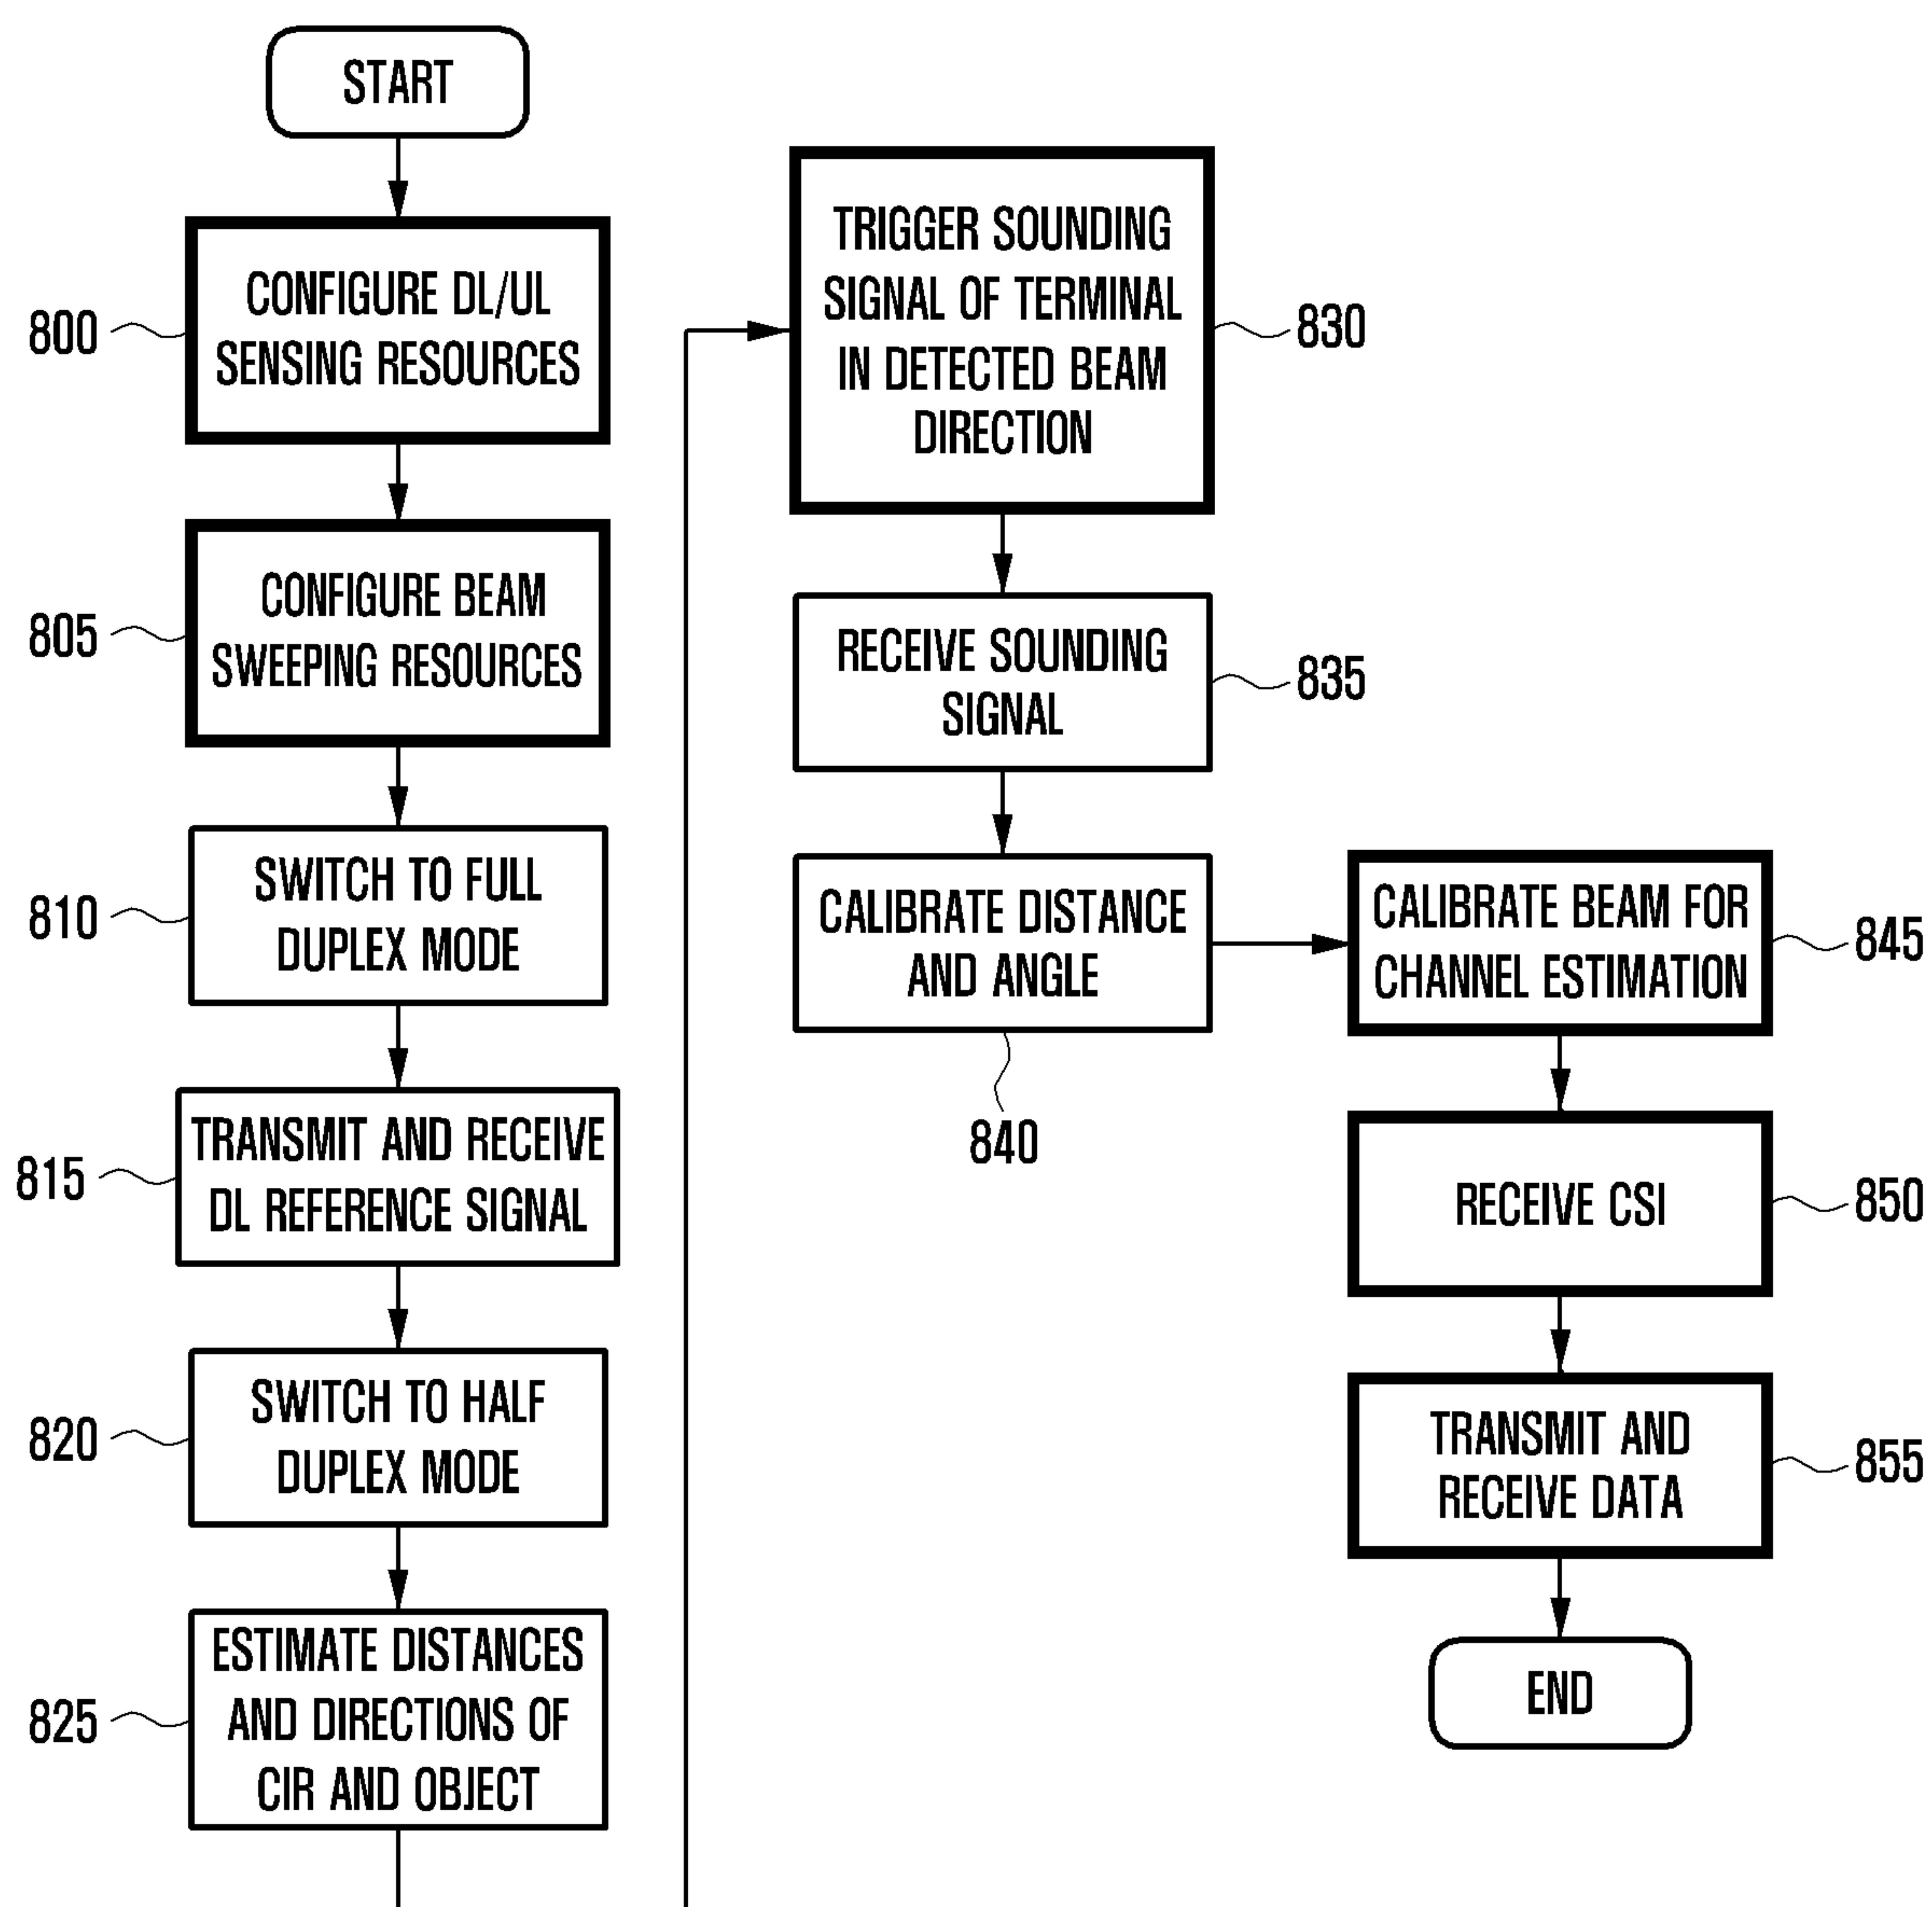 START
800
CONFIGURE DL/UL
SENSING RESOURCES
805
CONFIGURE BEAM
SWEEPING RESOURCES
810
SWITCH TO FULL
DUPLEX MODE
815
TRANSMIT AND RECEIVE
DL REFERENCE SIGNAL
820
SWITCH TO HALF
DUPLEX MODE
825
ESTIMATE DISTANCES
AND DIRECTIONS OF
CIR AND OBJECT
TRIGGER SOUNDING
SIGNAL OF TERMINAL
IN DETECTED BEAM
DIRECTION
830
RECEIVE SOUNDING
SIGNAL
835
CALIBRATE DISTANCE
AND ANGLE
840
CALIBRATE BEAM FOR
CHANNEL ESTIMATION
845
RECEIVE CSI
850
TRANSMIT AND
RECEIVE DATA
855
END